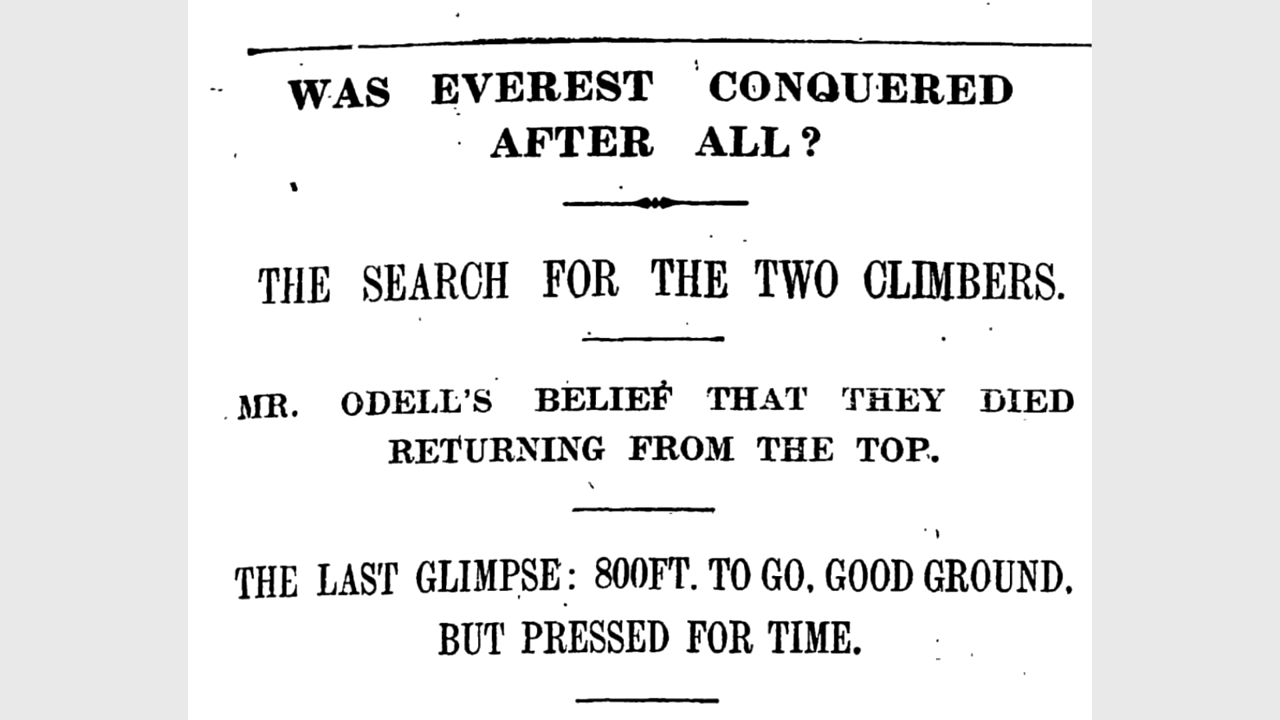 WAS EVEREST CONQUERED
AFTER ALL?
THE SEARCH FOR THE TWO CLIMBERS.
MR. ODELL'S BELIEF THAT THEY DIED
RETURNING FROM THE TOP.
THE LAST GLIMPSE: 800FT. TO GO, GOOD GROUND,
BUT PRESSED FOR TIME.